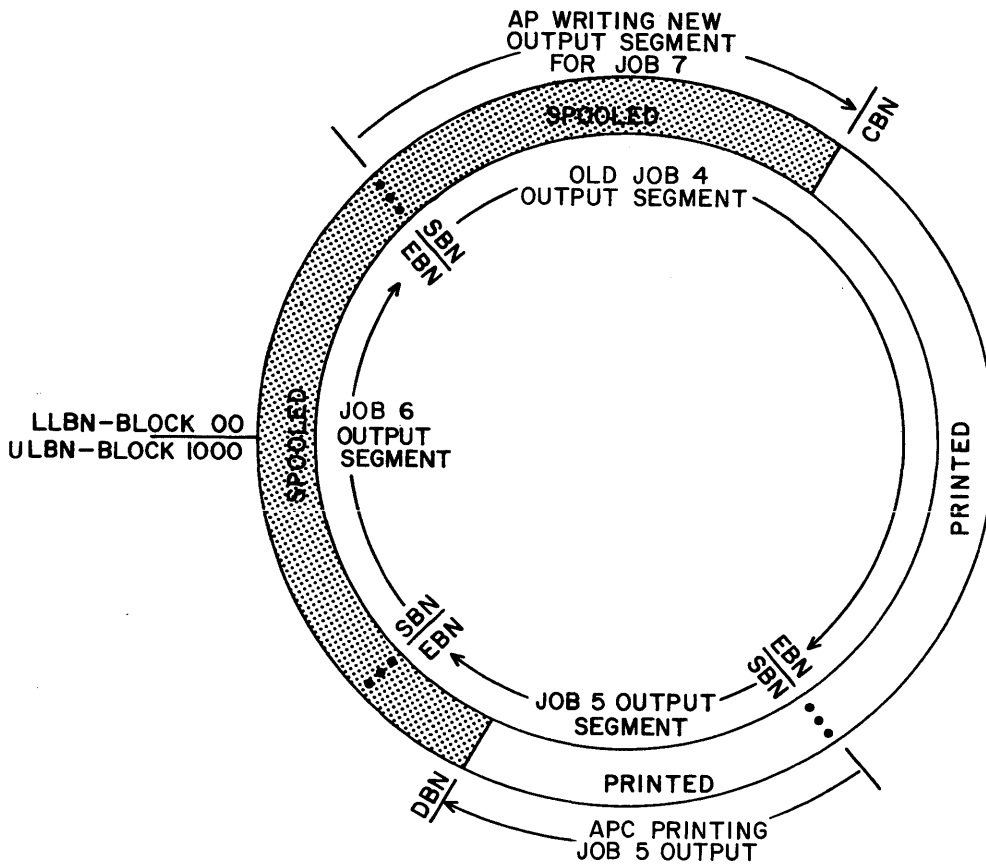 AP WRITING NEW
OUTPUT SEGMENT
FOR JOB 7
CBN
SPOOLED
OLD JOB 4
OUTPUT SEGMENT
SBN
EBN
LLBN-BLOCK 00
ULBN-BLOCK 1000
SPOOLED
JOB 6
OUTPUT
SEGMENT
PRINTED
SBN
EBN
EBN
SBN
JOB 5 OUTPUT
SEGMENT
PRINTED
DBN
APC PRINTING
JOB 5 OUTPUT